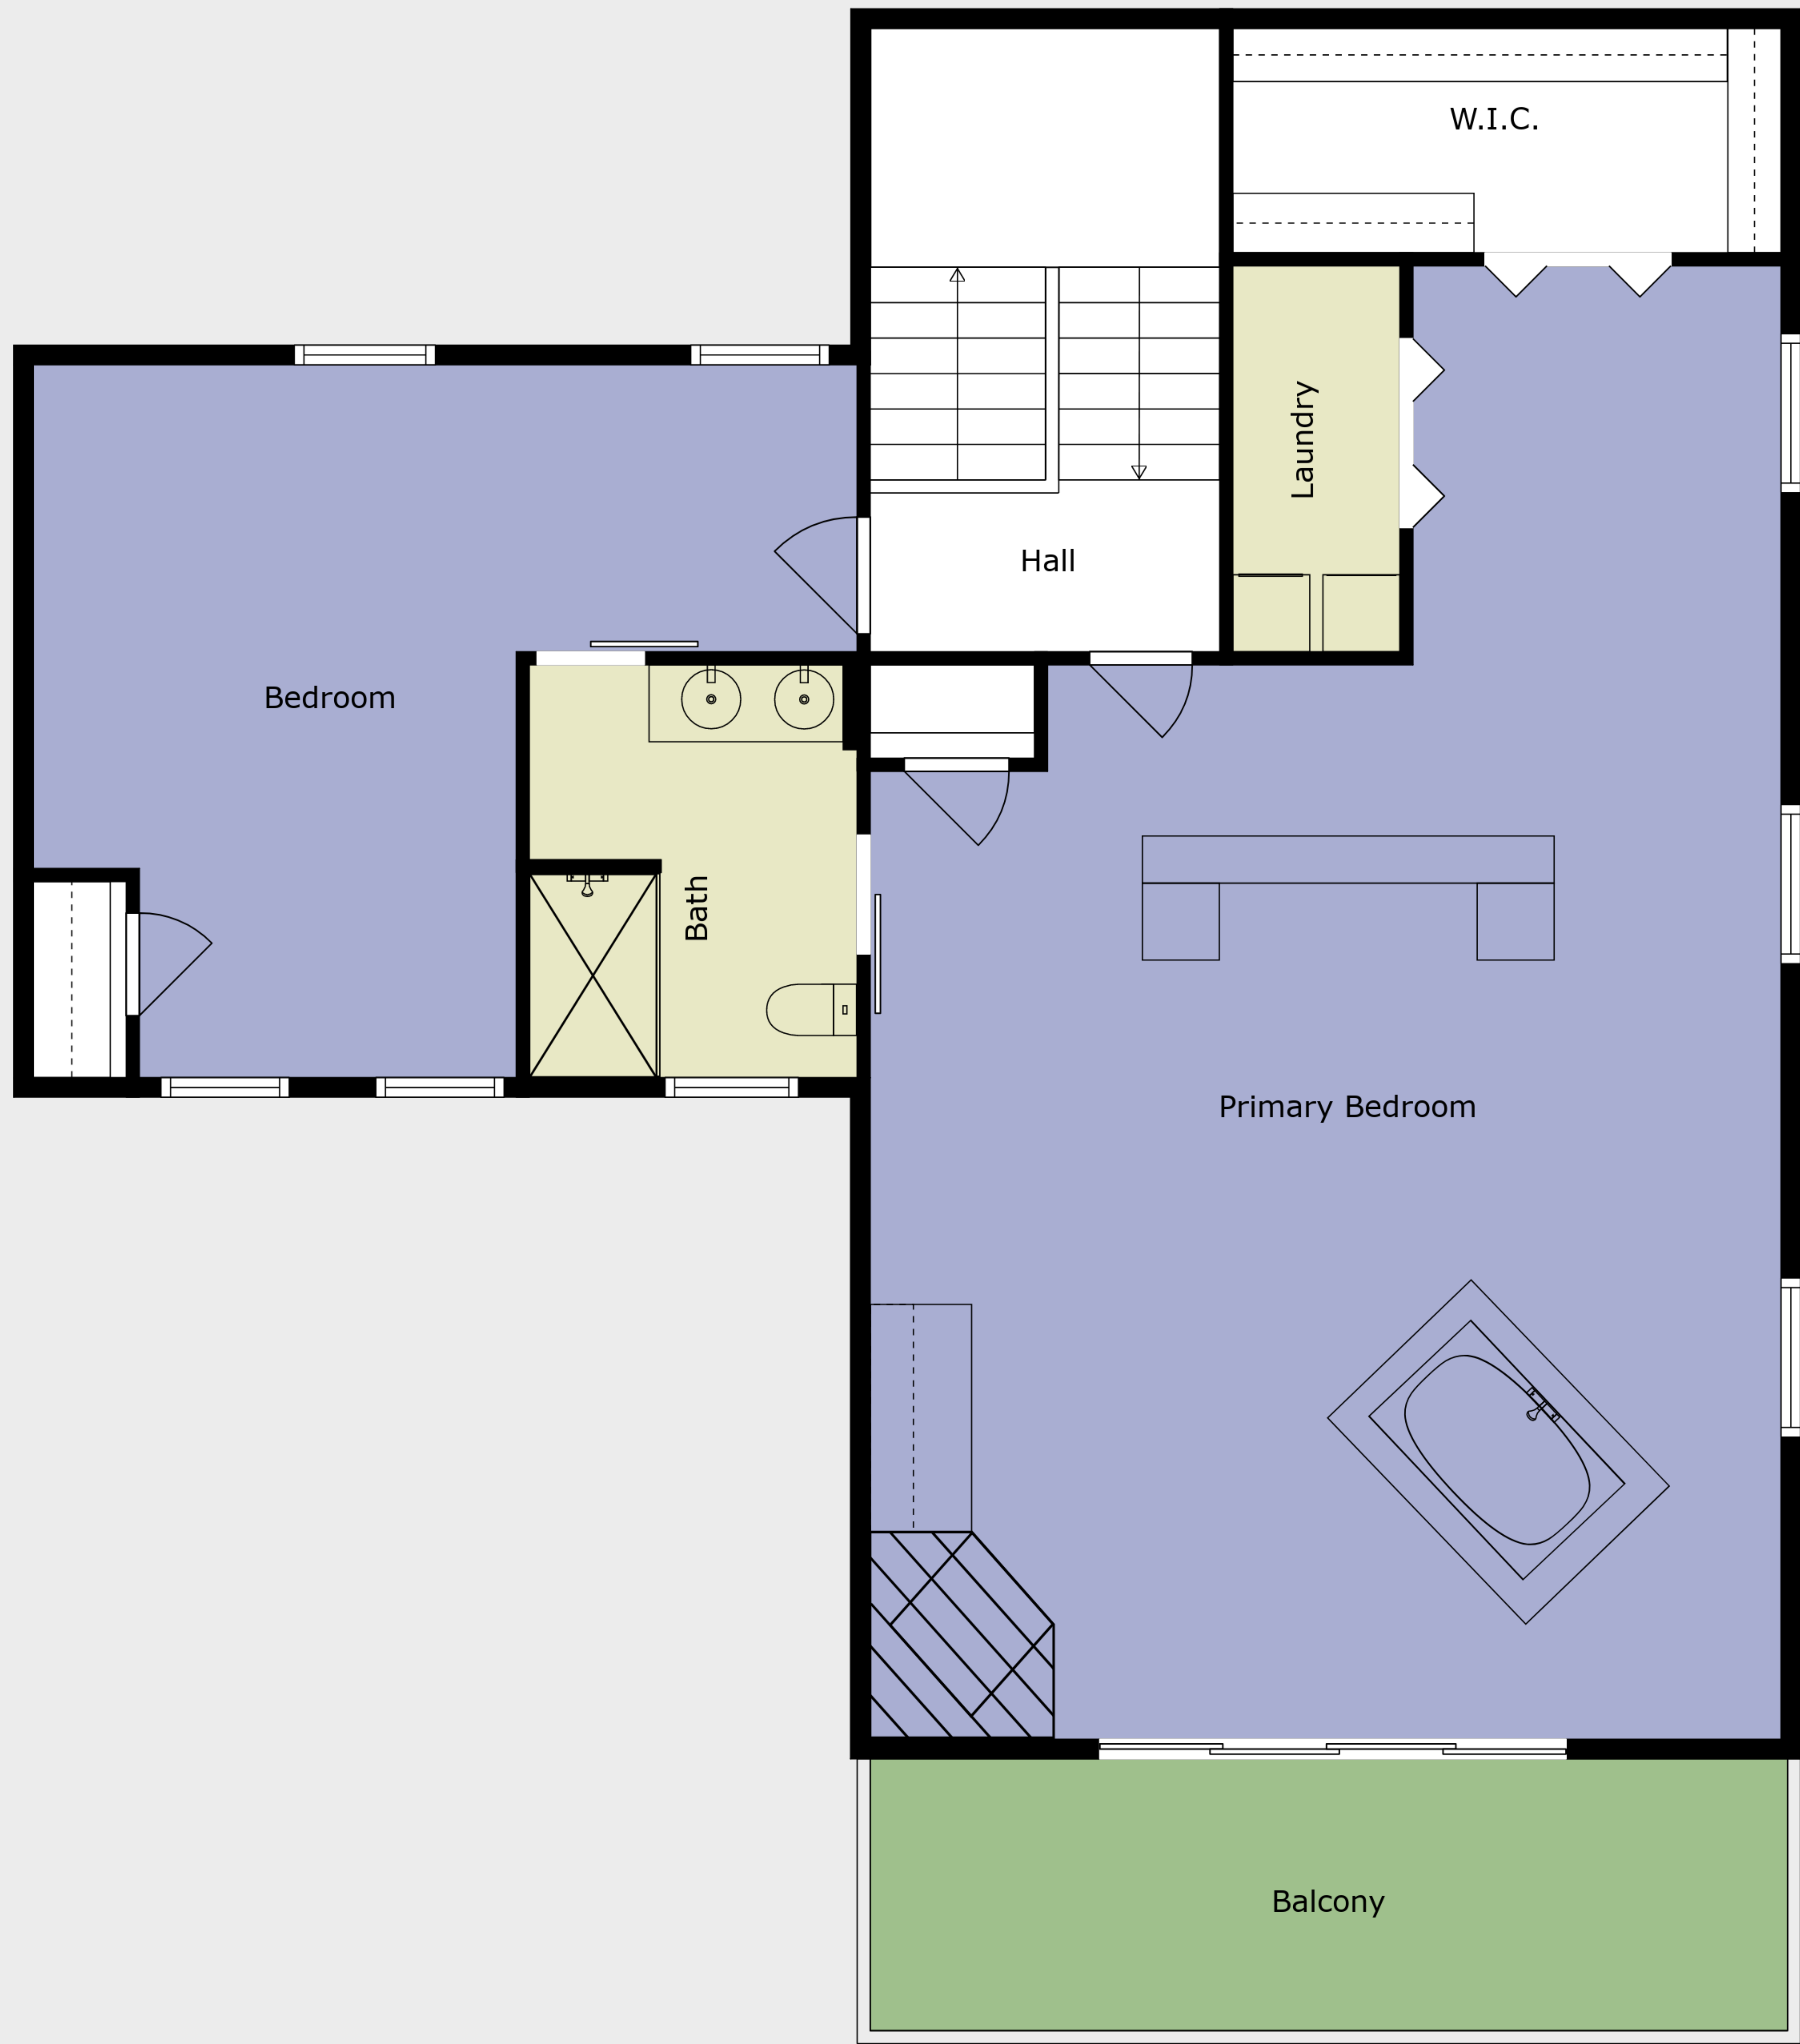 W.I.C.
Laundry
Hall
Bedroom
Bath
Primary Bedroom
Balcony